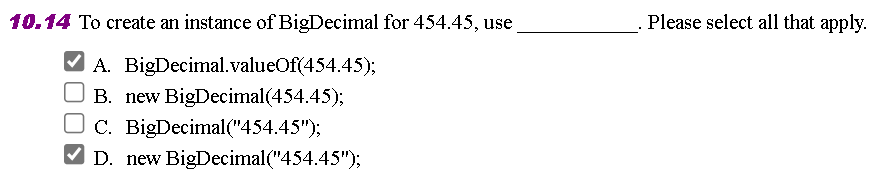 10.14 To create an instance of BigDecimal for 454.45, use ____________. Please select all that apply.
A. BigDecimal.valueOf(454.45);
B. new BigDecimal(454.45);
C. BigDecimal("454.45");
D. new BigDecimal("454.45");